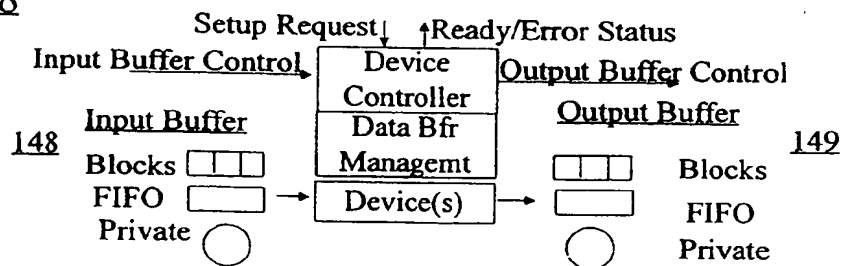 Setup Request
Ready/Error Status
Input Buffer Control
Device
Controller
Output Buffer Control
Input Buffer
Output Buffer
Data Bfr
Managemt
148
149
Blocks
Blocks
FIFO
Device(s)
FIFO
Private
Private